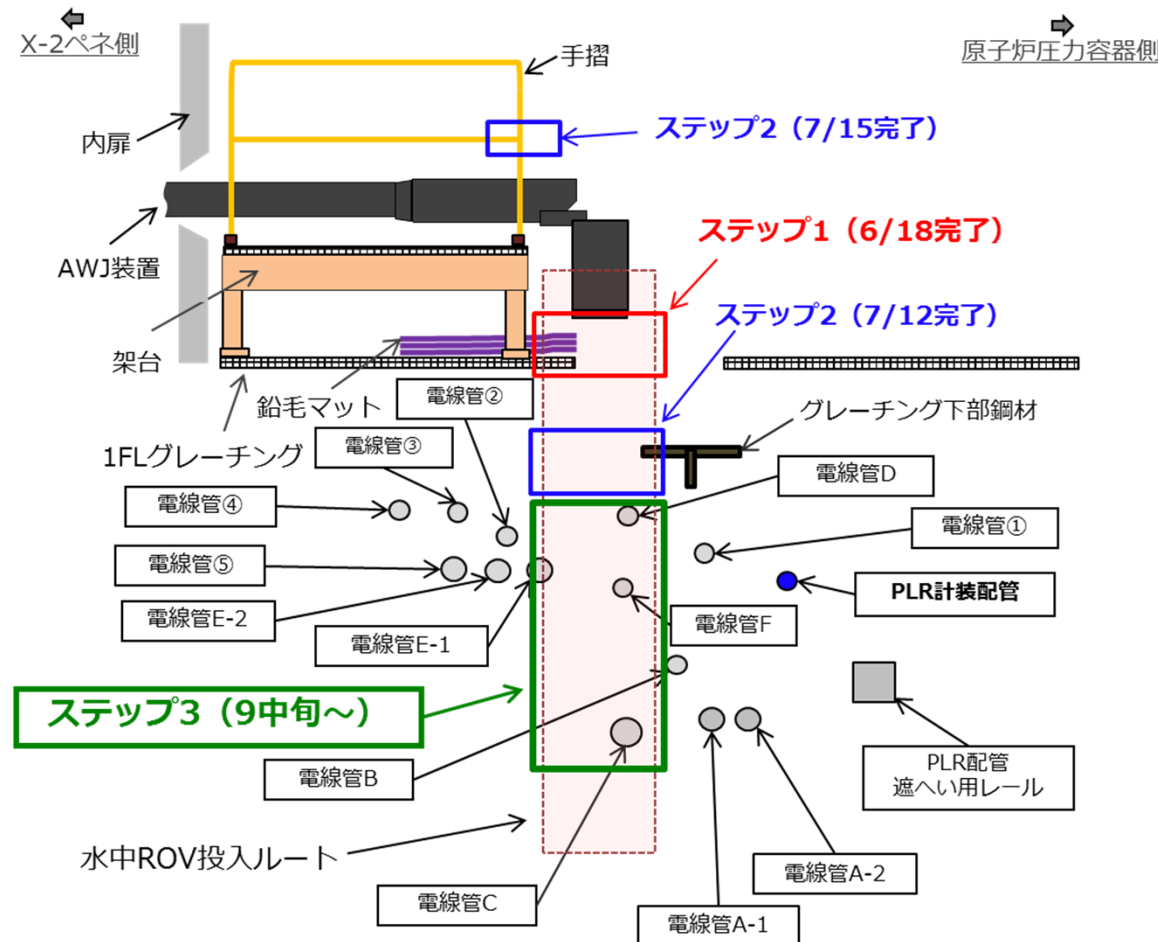 X-2ペネ側
原子炉圧力容器側
手摺
内扉
ステップ2（7/15完了）
AWJ装置
ステップ1（6/18完了）
ステップ2（7/12完了）
架台
鉛毛マット
電線管②
グレーチング下部鋼材
1FLグレーチング
電線管③
電線管D
電線管④
電線管①
電線管⑤
PLR計装配管
電線管E-2
電線管F
電線管E-1
ステップ3（9中旬～）
電線管B
PLR配管
遮へい用レール
水中ROV投入ルート
電線管A-2
電線管C
電線管A-1